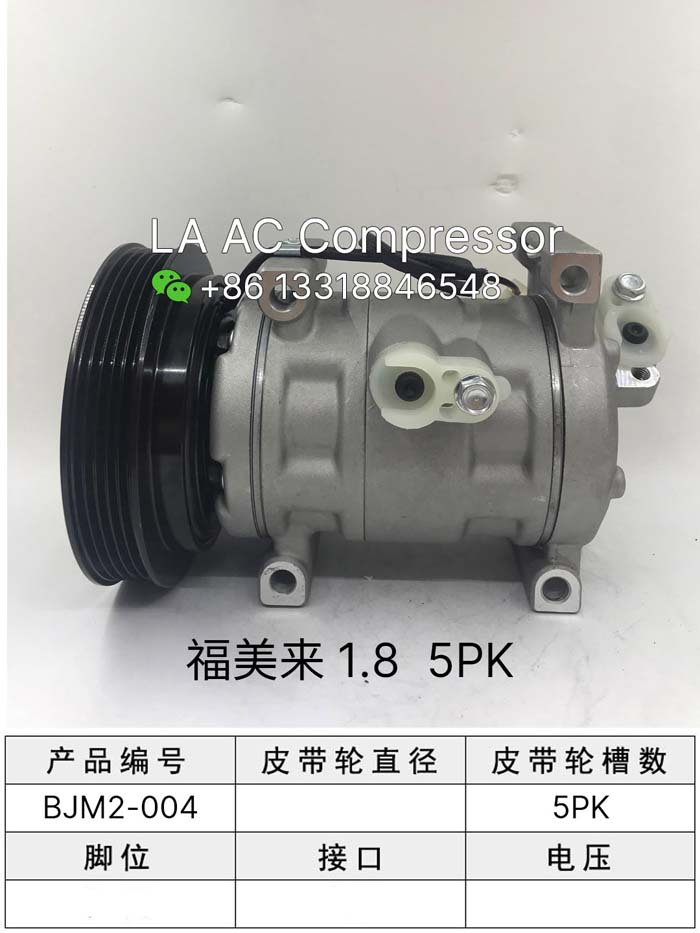 LA AC Compressor
+86 13318846548
福美来 1.8 5PK
产品编号 皮带轮直径 皮带轮槽数
BJM2-004 5PK
脚位 接口 电压